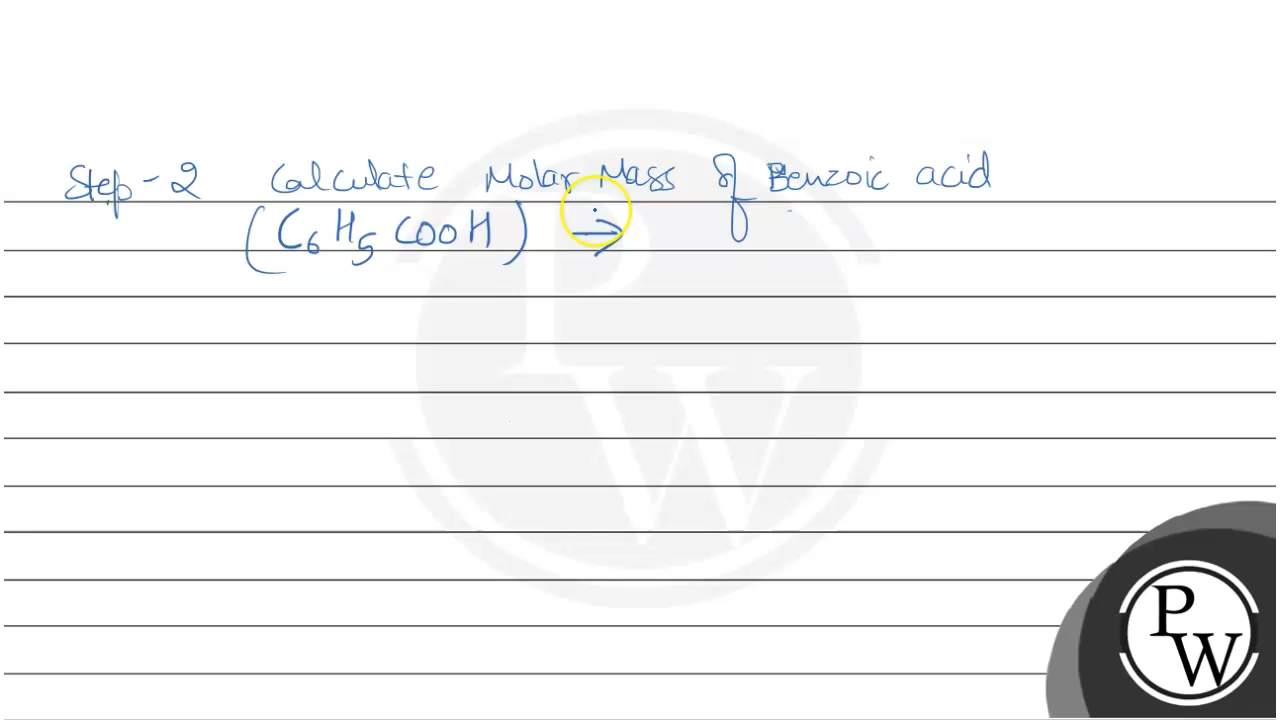 Step-2 Calculate Molar Mass of Benzoic acid
(C₆H₅COOH) ⇒
P
W
P
W